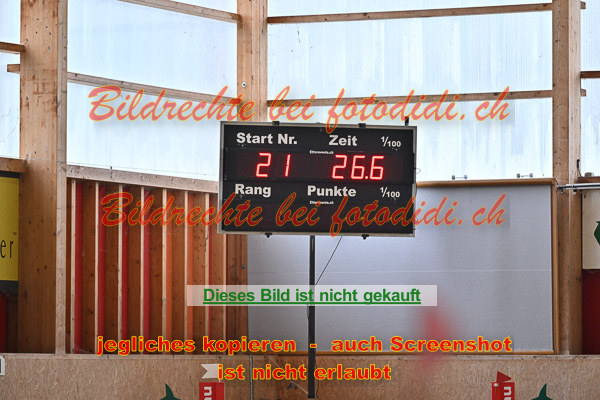 Bildrechte bei fotodidi.ch
Start Nr. Zeit 1/100
21 26.6
Rang Punkte 1/100
Bildrechte bei fotodidi.ch
er
Dieses Bild ist nicht gekauft
jegliches kopieren - auch Screenshot
ist nicht erlaubt